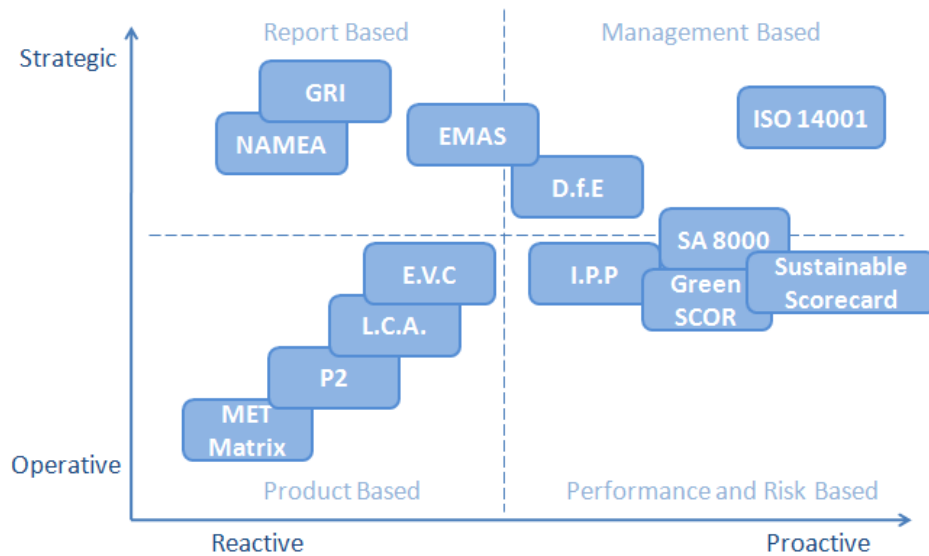 Report Based
Management Based
Strategic
GRI
ISO 14001
NAMEA
EMAS
D.f.E
SA 8000
E.V.C
I.P.P
Sustainable
Scorecard
Green
SCOR
L.C.A.
P2
MET
Matrix
Operative
Product Based
Performance and Risk Based
Reactive
Proactive